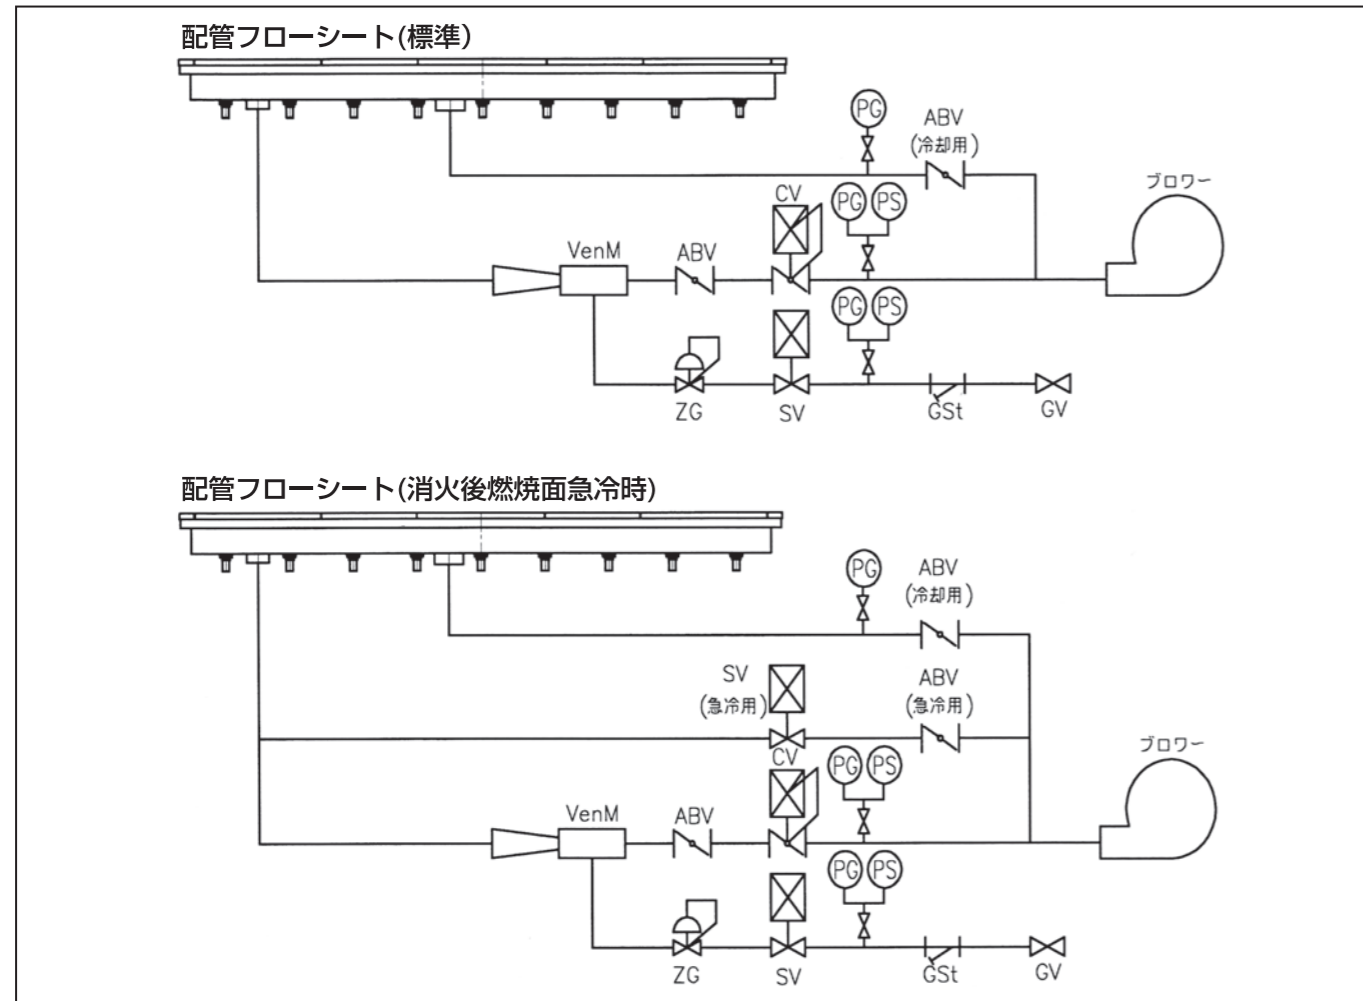 配管フローシート(標準)
PG
ABV
(冷却用)
ブロワー
CV
PG PS
VenM
ABV
PG PS
ZG
SV
GSt
GV
配管フローシート(消火後燃焼面急冷時)
PG
ABV
(冷却用)
SV
(急冷用)
ABV
(急冷用)
ブロワー
CV
PG PS
VenM
ABV
PG PS
ZG
SV
GSt
GV